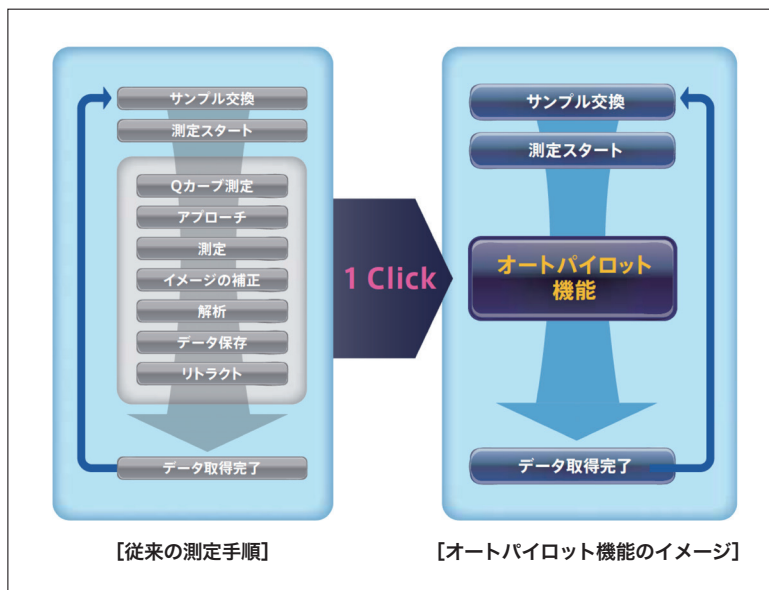 サンプル交換
測定スタート
Qカーブ測定
アプローチ
測定
イメージの補正
解析
データ保存
リトラクト
データ取得完了
[従来の測定手順]
1 Click
サンプル交換
測定スタート
オートパイロット
機能
データ取得完了
[オートパイロット機能のイメージ]